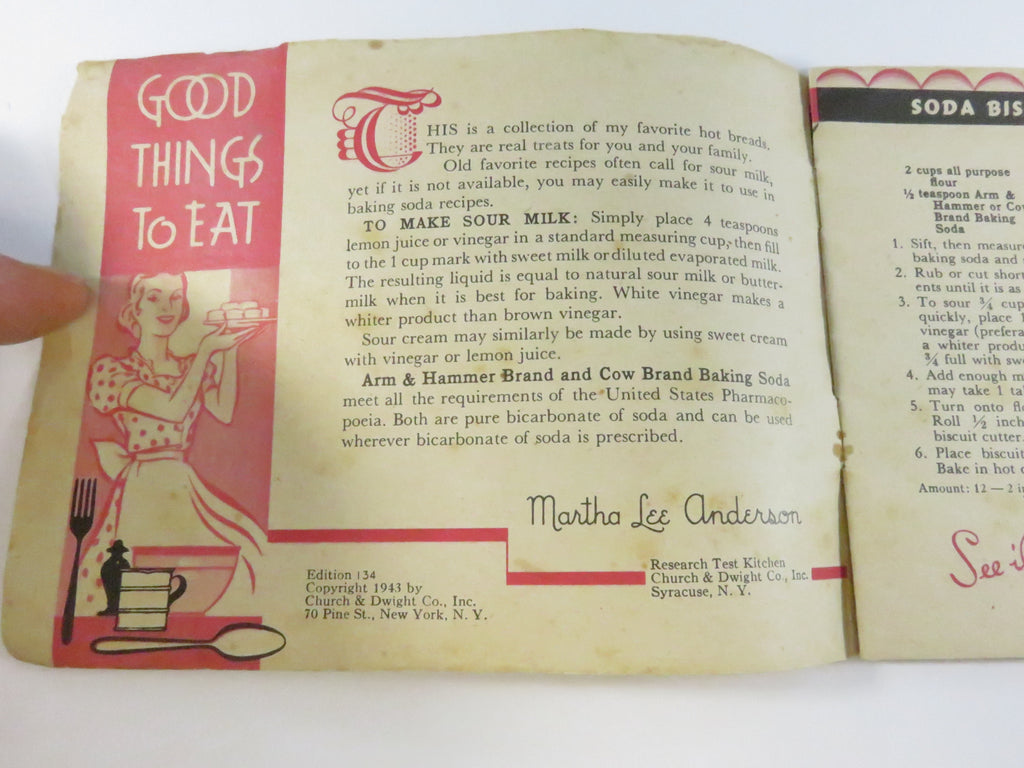 GOOD
THINGS
TO EAT
THIS is a collection of my favorite hot breads.
They are real treats for you and your family.
Old favorite recipes often call for sour milk,
yet if it is not available, you may easily make it to use in
baking soda recipes.
TO MAKE SOUR MILK: Simply place 4 teaspoons
lemon juice or vinegar in a standard measuring cup, then fill
to the 1 cup mark with sweet milk or diluted evaporated milk.
The resulting liquid is equal to natural sour milk or butter-
milk when it is best for baking. White vinegar makes a
whiter product than brown vinegar.
Sour cream may similarly be made by using sweet cream
with vinegar or lemon juice.
Arm & Hammer Brand and Cow Brand Baking Soda
meet all the requirements of the United States Pharmaco-
poeia. Both are pure bicarbonate of soda and can be used
wherever bicarbonate of soda is prescribed.
Martha Lee Anderson
Edition 134
Copyright 1943 by
Church & Dwight Co., Inc.
70 Pine St., New York, N. Y.
Research Test Kitchen
Church & Dwight Co., Inc.
Syracuse, N. Y.
SODA BIS
2 cups all purpose
flour
½ teaspoon Arm &
Hammer or Cow
Brand Baking
Soda
1. Sift, then measure
baking soda and
2. Rub or cut short
ents until it is as
3. To sour ¾ cup
quickly, place
vinegar (prefera
a whiter produ
¾ full with swe
4. Add enough m
may take 1 ta
5. Turn onto flo
Roll ½ inch
biscuit cutter.
6. Place biscuit
Bake in hot
Amount: 12 — 2 in
See